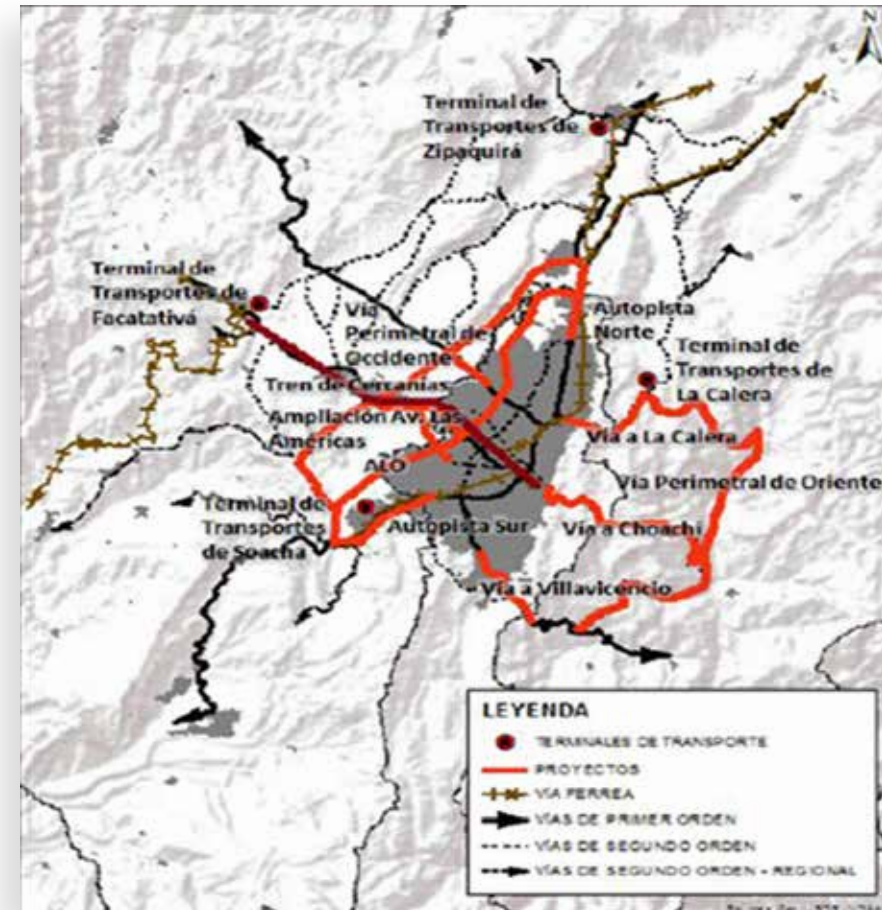 N
Terminal de
Transportes de
Zipaquirá
Terminal de
Transportes de
Facatativá
Vía
Perimetral de
Occidente
Autopista
Norte
Terminal de
Transportes de
La Calera
Tren de Cercanías
Ampliación Av. Las
Américas
Vía a La Calera
ALO
Vía Perimetral de Oriente
Terminal de
Transportes
de Soacha
Autopista Sur
Vía a Choachí
Vía a Villavicencio
LEYENDA
TERMINALES DE TRANSPORTE
PROYECTOS
VÍA FERREA
VÍAS DE PRIMER ORDEN
VÍAS DE SEGUNDO ORDEN
VÍAS DE SEGUNDO ORDEN - REGIONAL